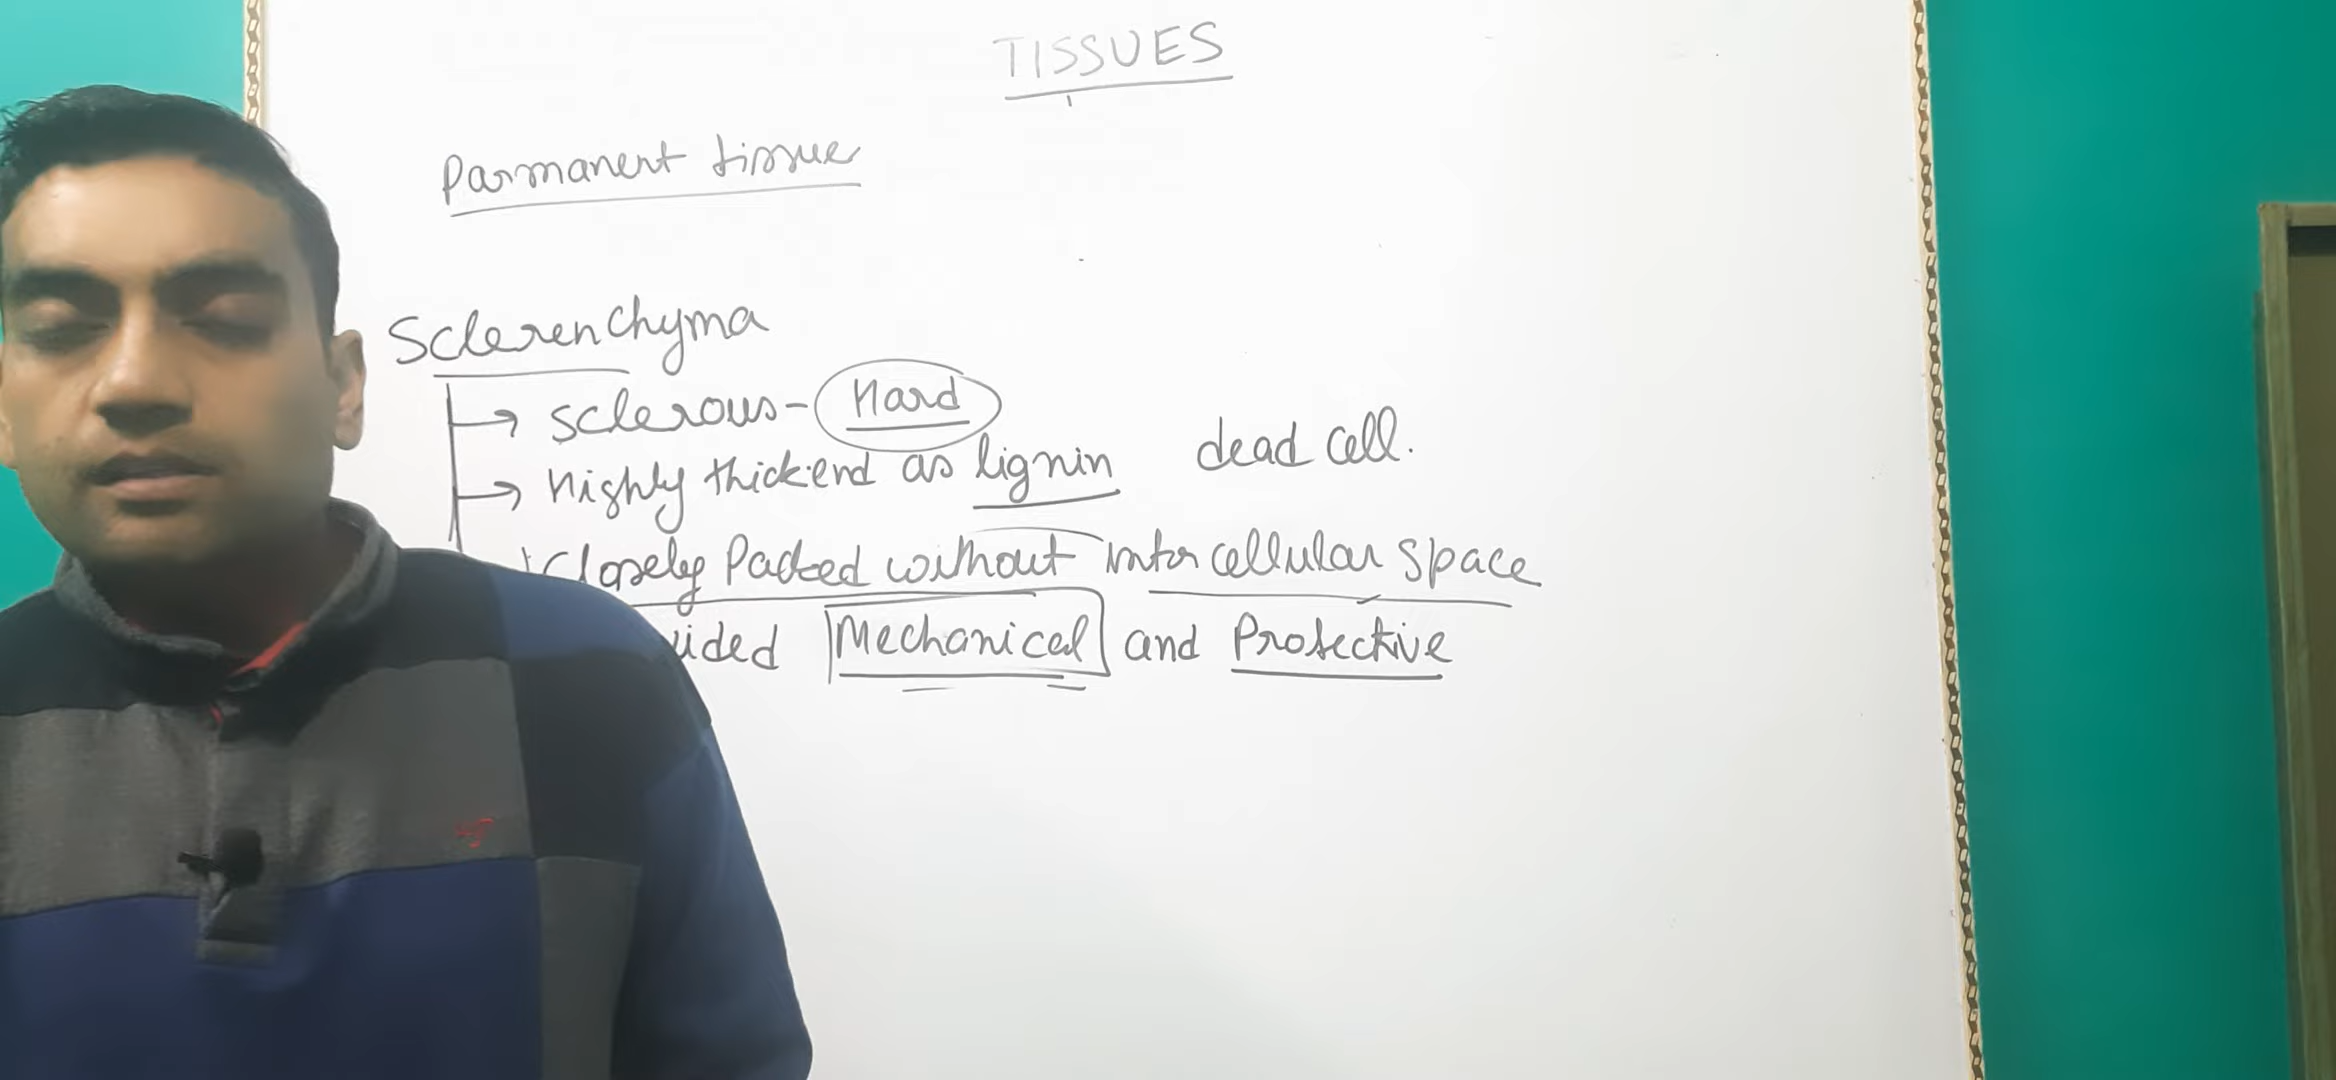 TISSUES
Parmanent tissue
Sclerenchyma
→ sclerous- Hard
→ Highly thickend as lignin dead cell.
Closely Packed without inter cellular space
vided Mechanical and Protective